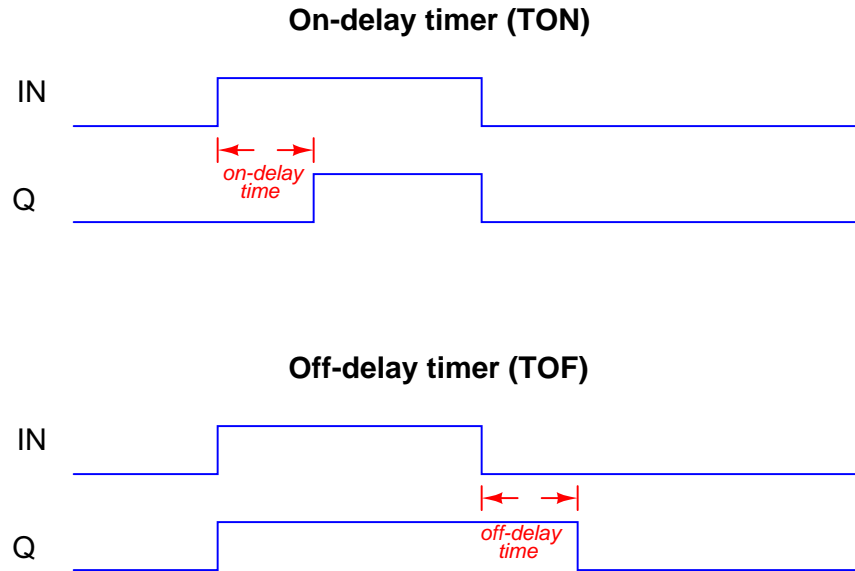 On-delay timer (TON)
IN
on-delay
time
Q
Off-delay timer (TOF)
IN
Q
off-delay
time